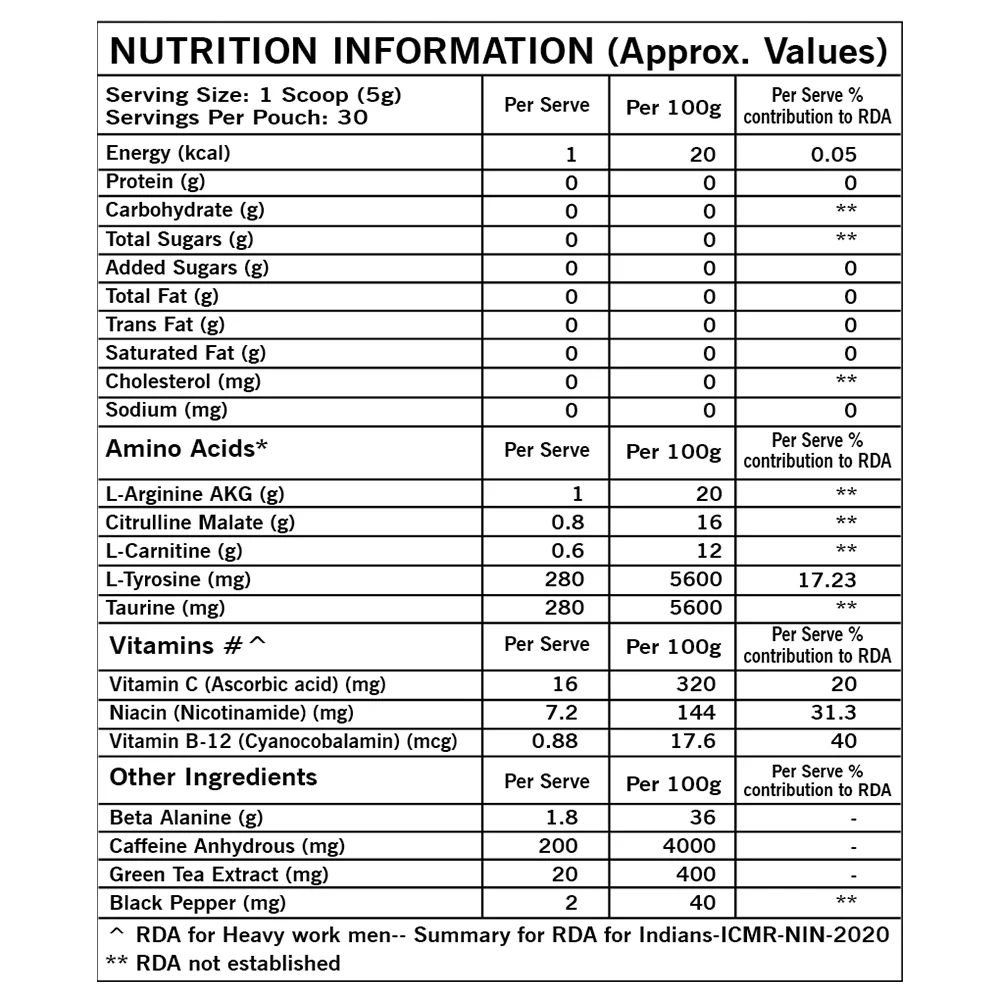 NUTRITION INFORMATION (Approx. Values)
Serving Size: 1 Scoop (5g)
Servings Per Pouch: 30
Per Serve Per 100g Per Serve % contribution to RDA
Energy (kcal) 1 20 0.05
Protein (g) 0 0 0
Carbohydrate (g) 0 0 **
Total Sugars (g) 0 0 **
Added Sugars (g) 0 0 0
Total Fat (g) 0 0 0
Trans Fat (g) 0 0 0
Saturated Fat (g) 0 0 0
Cholesterol (mg) 0 0 **
Sodium (mg) 0 0 0
Amino Acids* Per Serve Per 100g Per Serve % contribution to RDA
L-Arginine AKG (g) 1 20 **
Citrulline Malate (g) 0.8 16 **
L-Carnitine (g) 0.6 12 **
L-Tyrosine (mg) 280 5600 17.23
Taurine (mg) 280 5600 **
Vitamins #^ Per Serve Per 100g Per Serve % contribution to RDA
Vitamin C (Ascorbic acid) (mg) 16 320 20
Niacin (Nicotinamide) (mg) 7.2 144 31.3
Vitamin B-12 (Cyanocobalamin) (mcg) 0.88 17.6 40
Other Ingredients Per Serve Per 100g Per Serve % contribution to RDA
Beta Alanine (g) 1.8 36 -
Caffeine Anhydrous (mg) 200 4000 -
Green Tea Extract (mg) 20 400 -
Black Pepper (mg) 2 40 **
^ RDA for Heavy work men-- Summary for RDA for Indians-ICMR-NIN-2020
** RDA not established